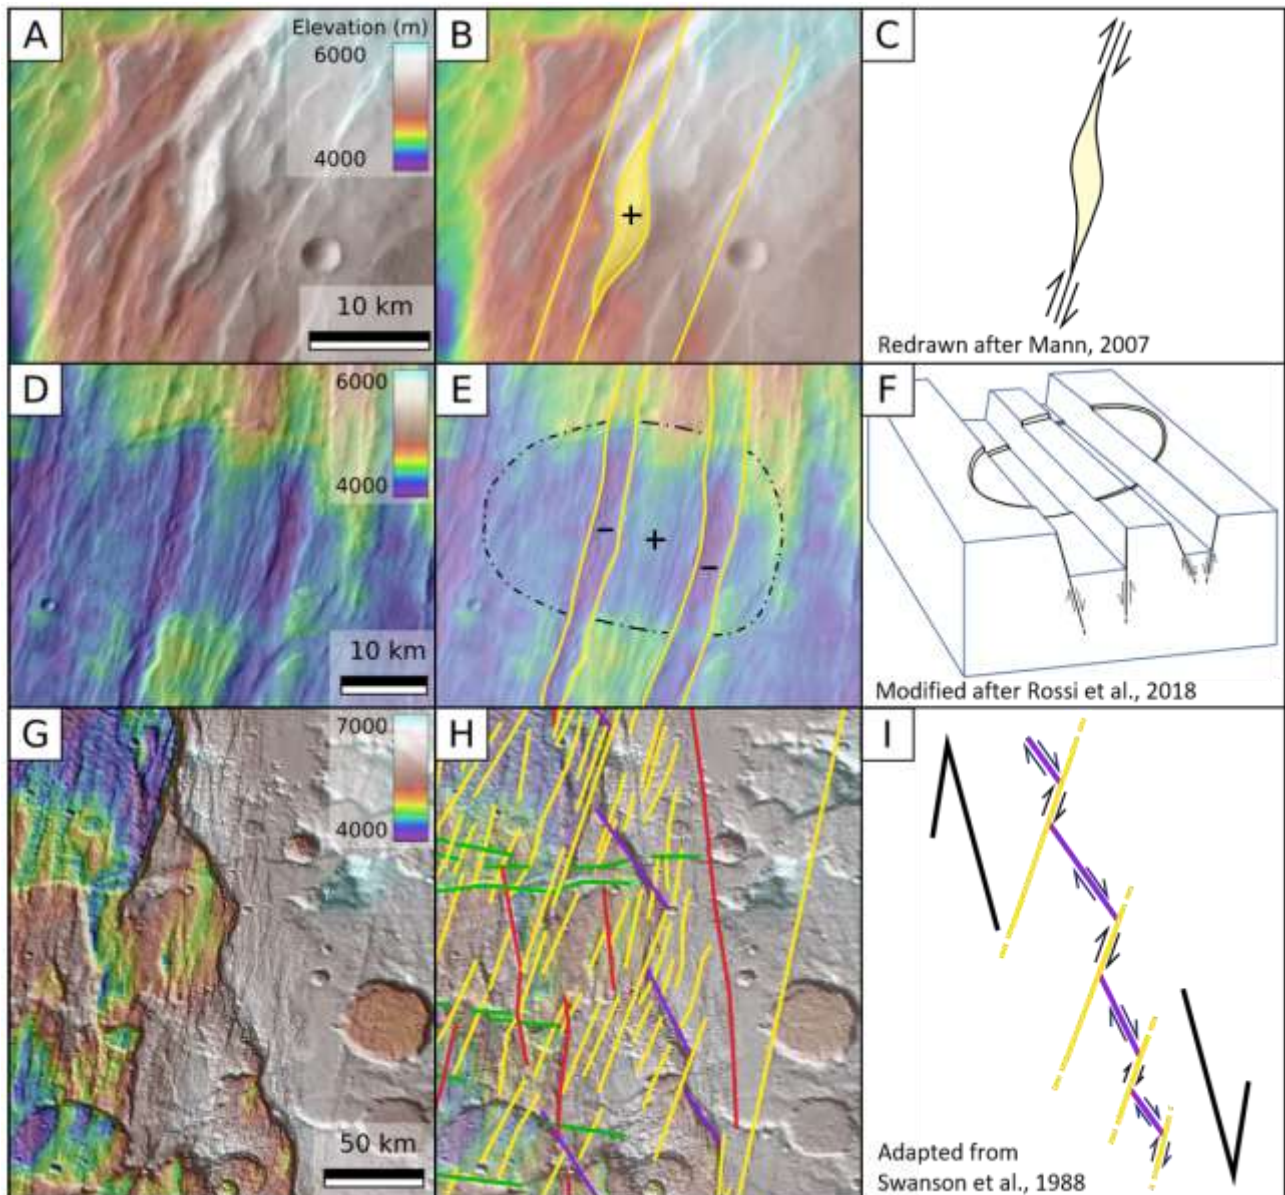 A
Elevation (m)
6000
4000
10 km
B
+
C
Redrawn after Mann, 2007
D
6000
4000
10 km
E
−
+
−
F
Modified after Rossi et al., 2018
G
7000
4000
50 km
H
I
Adapted from
Swanson et al., 1988